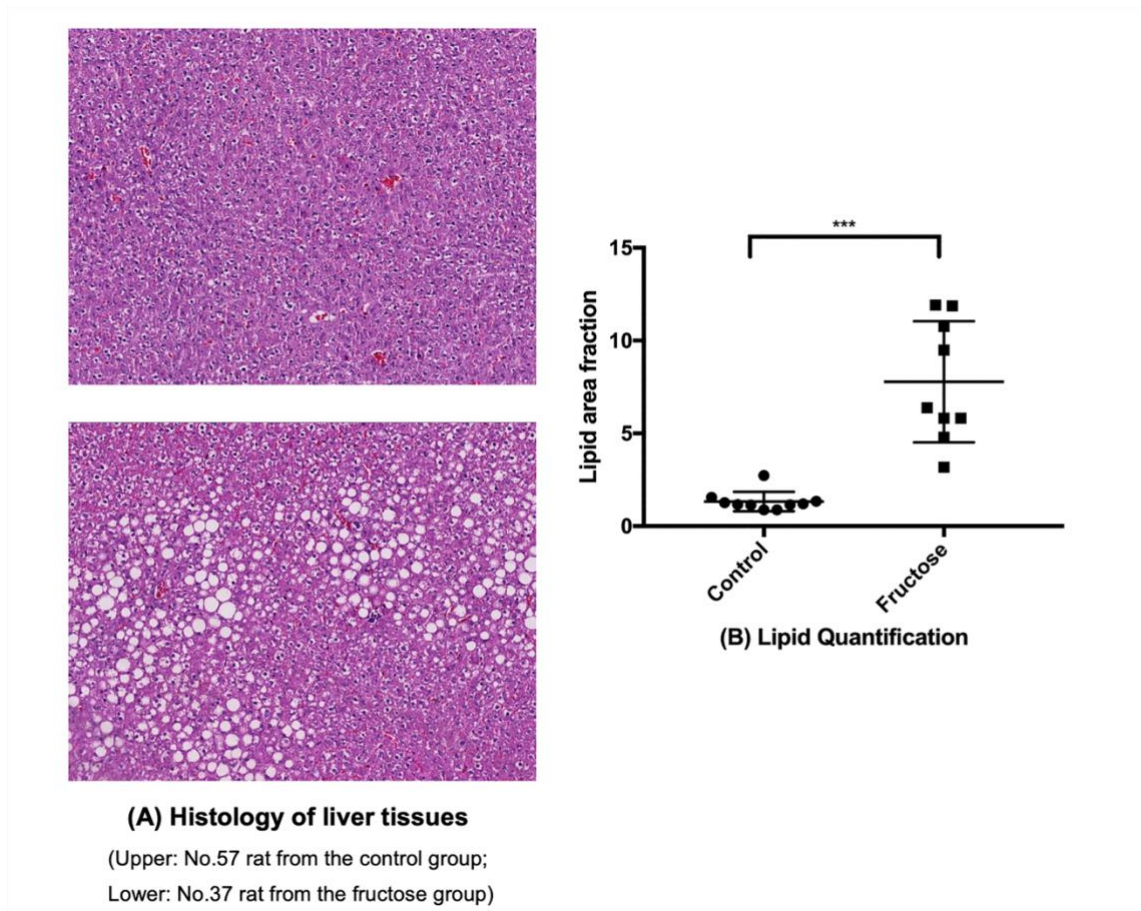 ***
15
10
5
0
Lipid area fraction
Control
Fructose
(B) Lipid Quantification
(A) Histology of liver tissues
(Upper: No.57 rat from the control group;
Lower: No.37 rat from the fructose group)